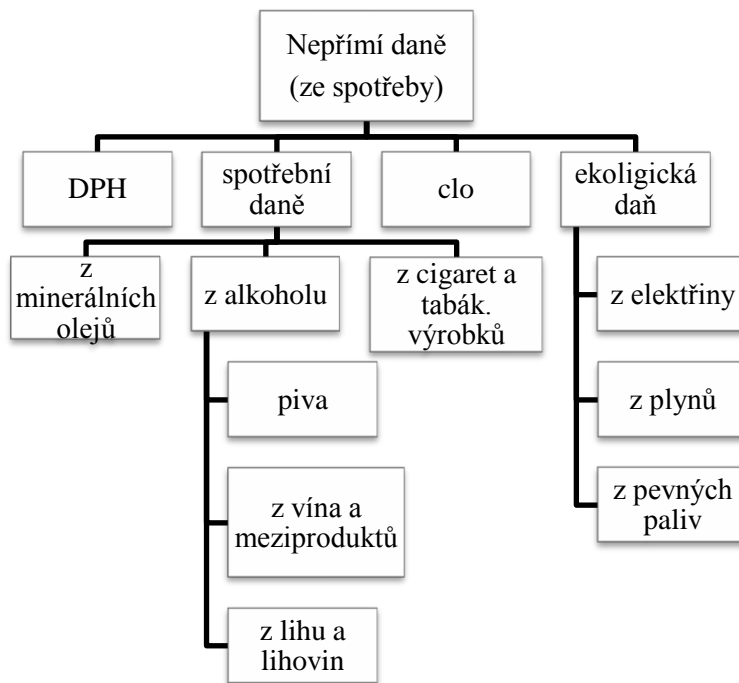 Nepřímí daně
(ze spotřeby)
DPH
spotřební
daně
clo
ekoligická
daň
z
minerálních
olejů
z alkoholu
z cigaret a
tabák.
výrobků
z elektřiny
piva
z plynů
z vína a
meziproduktů
z pevných
paliv
z lihu a
lihovin